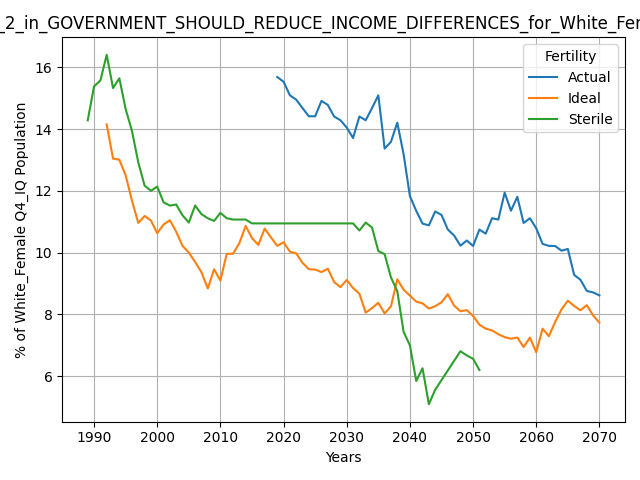 _2_in_GOVERNMENT_SHOULD_REDUCE_INCOME_DIFFERENCES_for_White_Fe
Fertility
Actual
Ideal
Sterile
% of White_Female Q4_IQ Population
16
14
12
10
8
6
1990 2000 2010 2020 2030 2040 2050 2060 2070
Years